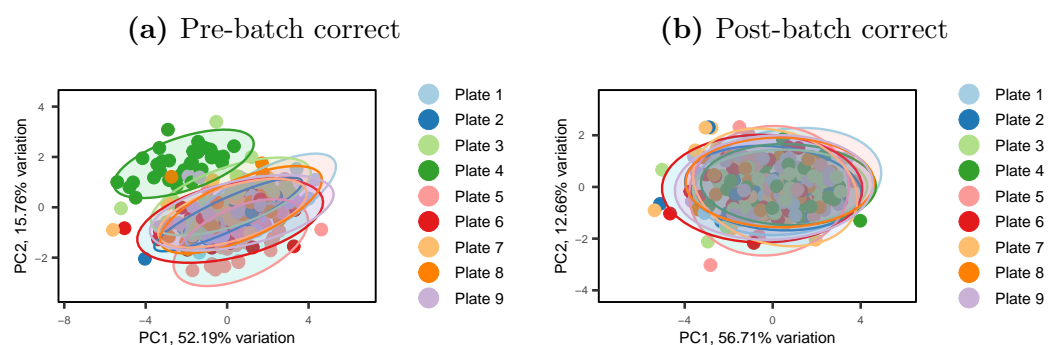 (a) Pre-batch correct
4
2
0
−2
−8
−4
0
4
PC2, 15.76% variation
PC1, 52.19% variation
Plate 1
Plate 2
Plate 3
Plate 4
Plate 5
Plate 6
Plate 7
Plate 8
Plate 9
(b) Post-batch correct
2
0
−2
−4
−4
0
4
PC2, 12.66% variation
PC1, 56.71% variation
Plate 1
Plate 2
Plate 3
Plate 4
Plate 5
Plate 6
Plate 7
Plate 8
Plate 9